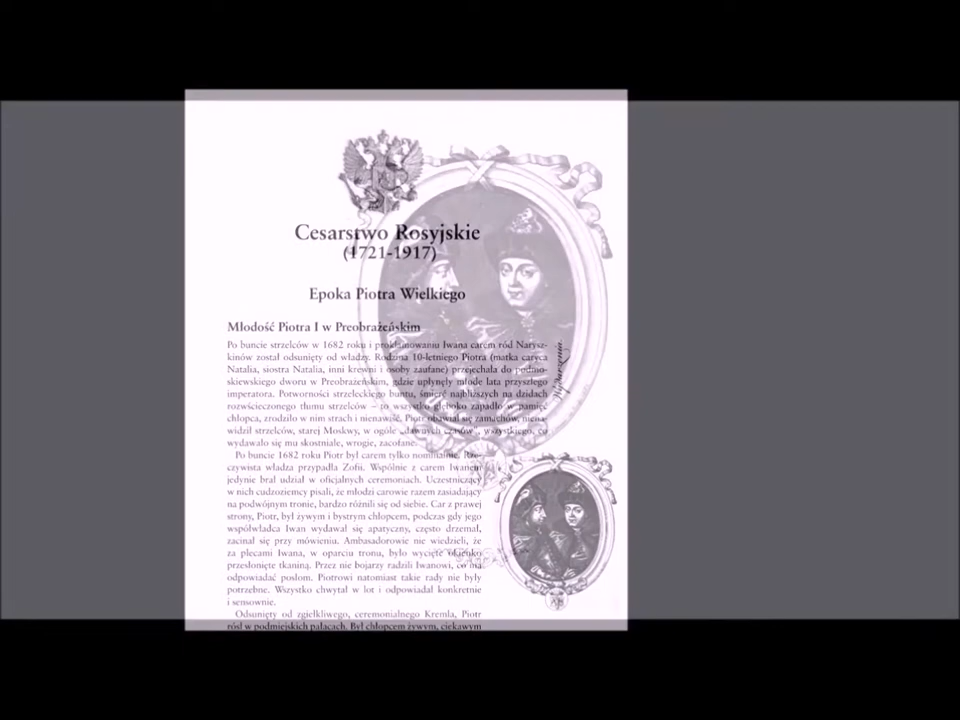 Cesarstwo Rosyjskie
(1721-1917)
Epoka Piotra Wielkiego
Młodość Piotra I w Preobrażeńskim
Po buncie strzelców w 1682 roku i proklamowaniu Iwana carem ród Narysz-
kinów został odsunięty od władzy. Rodzina 10-letniego Piotra (matka caryca
Natalia, siostra Natalia, inni krewni i osoby zaufane) przejechała do podmo-
skiewskiego dworu w Preobrażeńskim, gdzie upłynęły młode lata przyszłego
imperatora. Potworności strzeleckiego buntu, śmierć najbliższych na dzidach
rozwścieczonego tłumu strzelców – to wszystko głęboko zapadło w pamięć
chłopca, zrodziło w nim strach i nienawiść. Piotr obawiał się zamachów, niena-
widził strzelców, starej Moskwy, w ogóle „dawnych czasów", wszystkiego, co
wydawało się mu skostniałe, wrogie, zacofane.
Po buncie 1682 roku Piotr był carem tylko nominalnie. Rze-
czywista władza przypadła Zofii. Wspólnie z carem Iwanem
jedynie brał udział w oficjalnych ceremoniach. Uczestniczący
w nich cudzoziemcy pisali, że młodzi carowie razem zasiadający
na podwójnym tronie, bardzo różnili się od siebie. Car z prawej
strony, Piotr, był żywym i bystrym chłopcem, podczas gdy jego
współwładca Iwan wydawał się apatyczny, często drzemał,
zacinał się przy mówieniu. Ambasadorowie nie wiedzieli, że
za plecami Iwana, w oparciu tronu, było wycięte okienko
przesłonięte tkaniną. Przez nie bojarzy radzili Iwanowi, co ma
odpowiadać posłom. Piotrowi natomiast takie rady nie były
potrzebne. Wszystko chwytał w lot i odpowiadał konkretnie
i sensownie.
Odsunięty od zgiełkliwego, ceremonialnego Kremla, Piotr
rósł w podmiejskich pałacach. Był chłopcem żywym, ciekawym